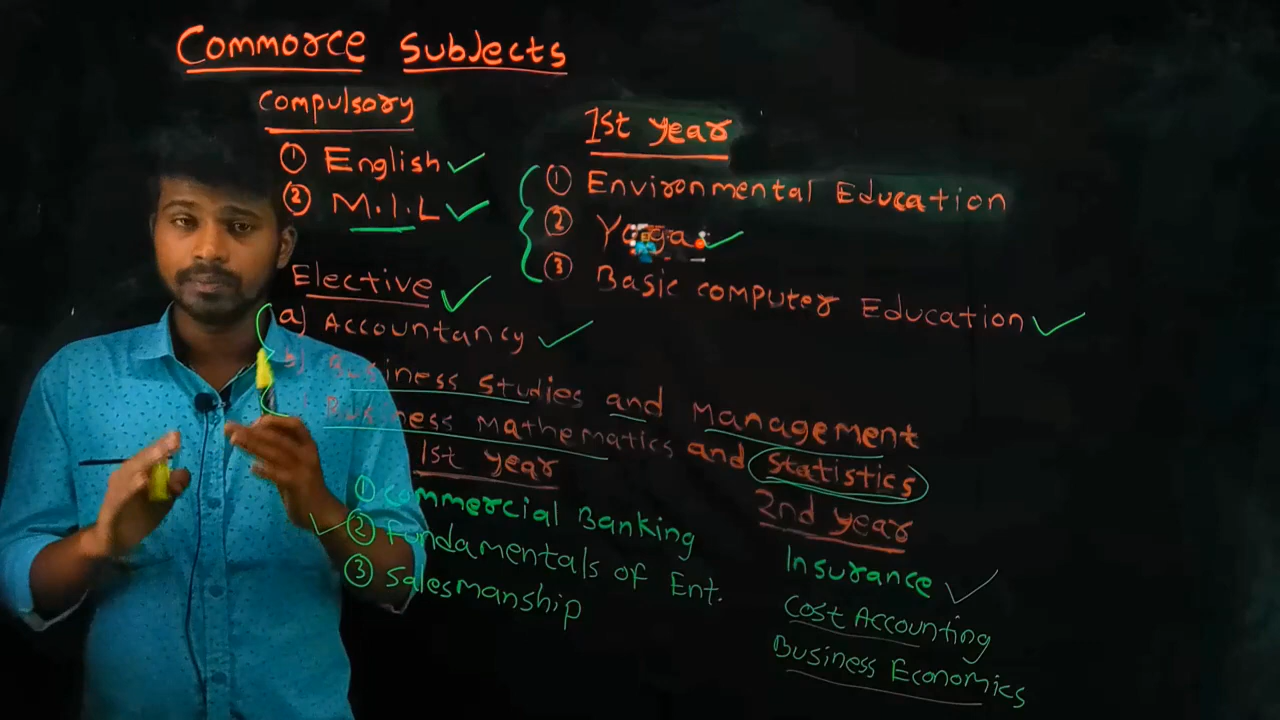 Commorce Subjects
Compulsory
① English ✓
② M.I.L ✓
1st year
① Environmental Education
② Yoga ✓
③ Basic computer Education ✓
Elective ✓
a) Accountancy ✓
b) Business Studies and Management
Business Mathematics and Statistics
1st year
① Commercial Banking
✓ ② Fundamentals of Ent.
③ Salesmanship
2nd year
Insurance ✓
Cost Accounting
Business Economics